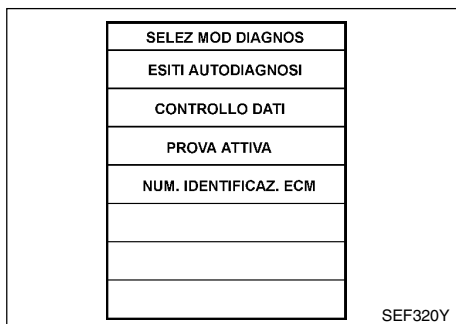 SELEZ MOD DIAGNOS
ESITI AUTODIAGNOSI
CONTROLLO DATI
PROVA ATTIVA
NUM. IDENTIFICAZ. ECM
SEF320Y